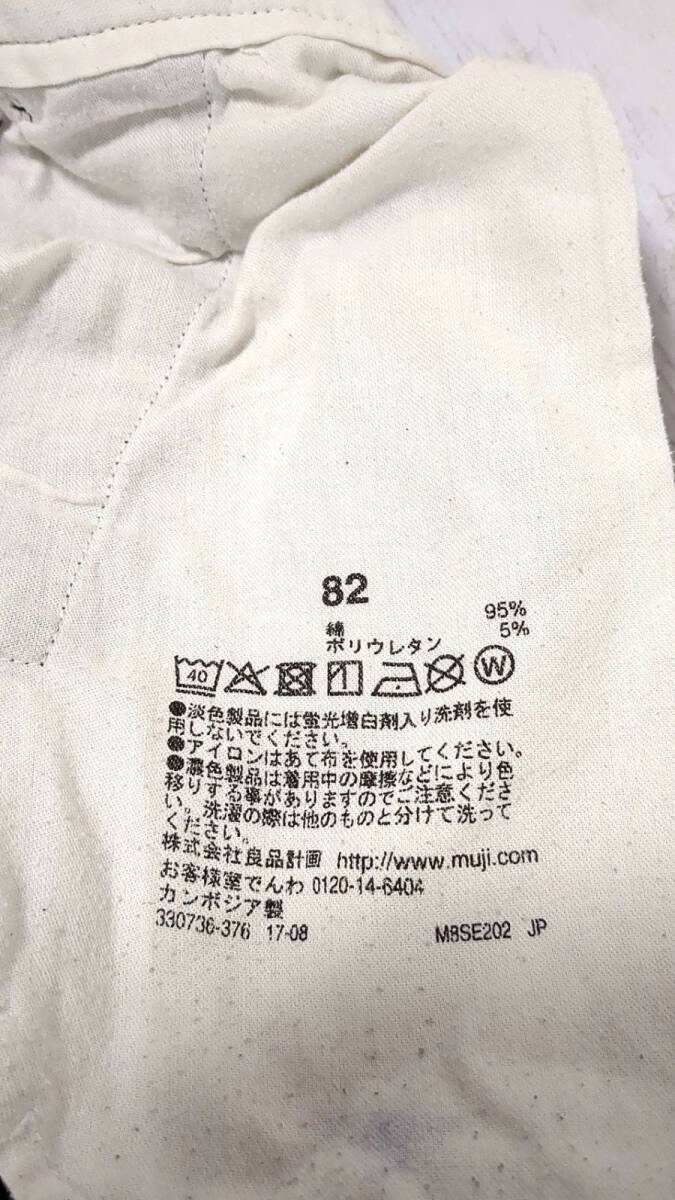 82
綿 95%
ポリウレタン 5%
40 W
●淡色製品には蛍光増白剤入り洗剤を使
用しないでください。
●アイロンはあて布を使用してください。
●濃色製品は着用中の摩擦などにより色
移りする事がありますのでご注意くださ
い。洗濯の際は他のものと分けて洗って
ください。
株式会社良品計画 http://www.muji.com
お客様室でんわ 0120-14-6404
カンボジア製
330736-376 17-08 M8SE202 JP